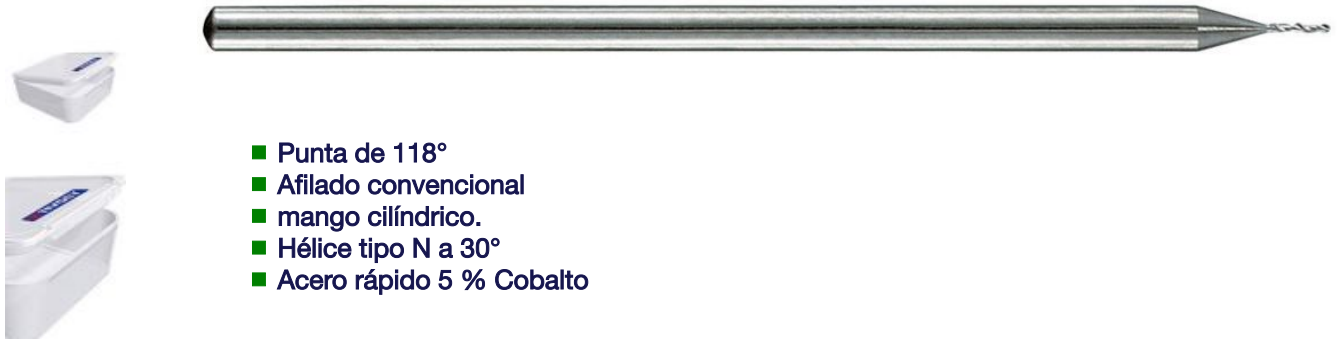 Punta de 118°
Afilado convencional
mango cilíndrico.
Hélice tipo N a 30°
Acero rápido 5 % Cobalto